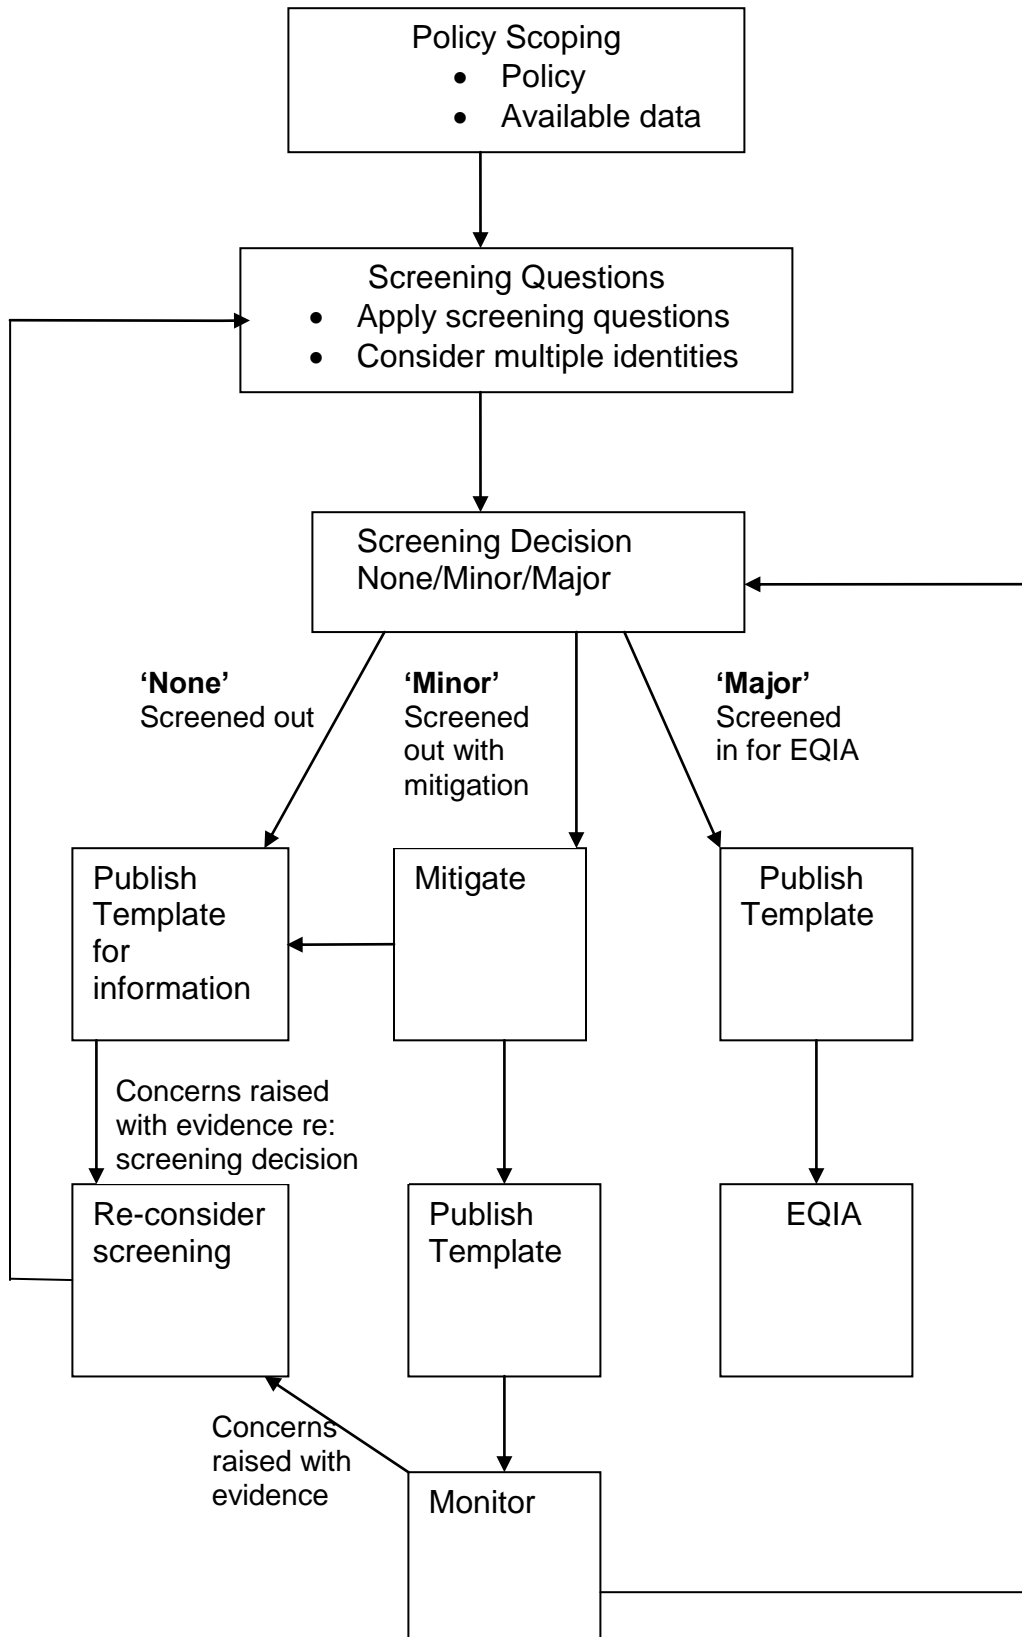 Policy Scoping
• Policy
• Available data
Screening Questions
• Apply screening questions
• Consider multiple identities
Screening Decision
None/Minor/Major
‘None’
Screened out
‘Minor’
Screened
out with
mitigation
‘Major’
Screened
in for EQIA
Publish
Template
for
information
Mitigate
Publish
Template
Concerns raised
with evidence re:
screening decision
Re-consider
screening
Publish
Template
EQIA
Concerns
raised with
evidence
Monitor